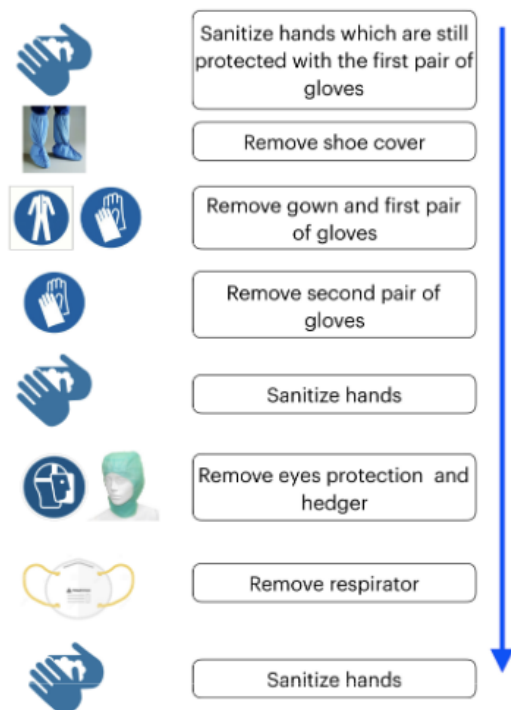 Sanitize hands which are still
protected with the first pair of
gloves
Remove shoe cover
Remove gown and first pair
of gloves
Remove second pair of
gloves
Sanitize hands
Remove eyes protection and
hedger
Remove respirator
Sanitize hands